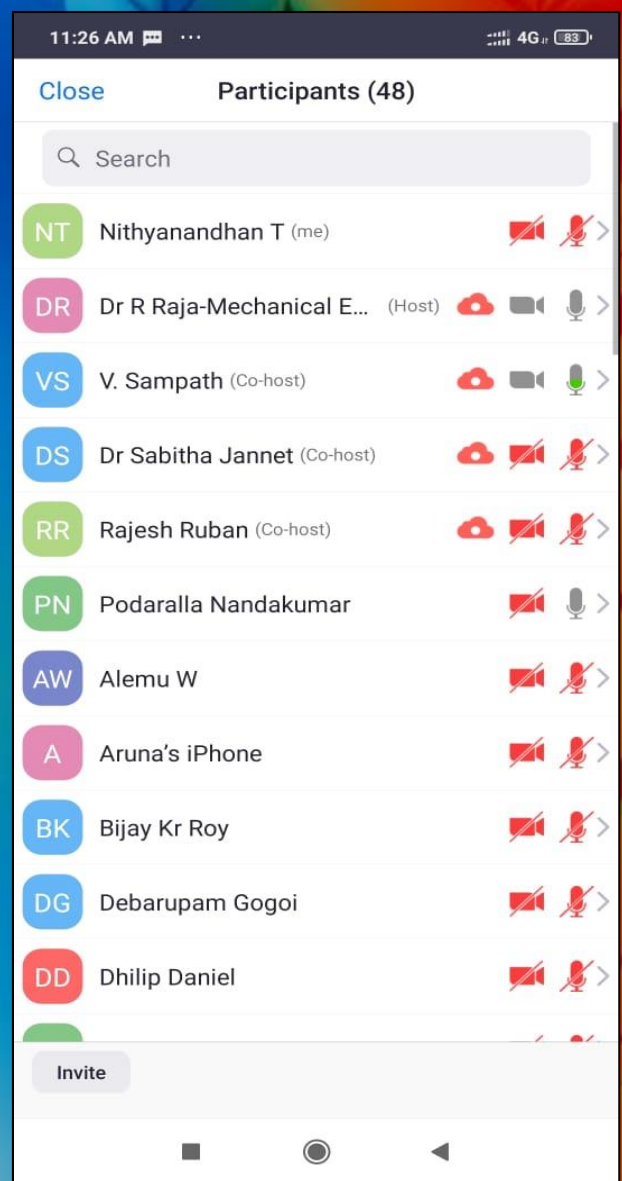 11:26 AM ... 4G 83
Close Participants (48)
Search
NT Nithyanandhan T (me)
DR Dr R Raja-Mechanical E... (Host)
VS V. Sampath (Co-host)
DS Dr Sabitha Jannet (Co-host)
RR Rajesh Ruban (Co-host)
PN Podaralla Nandakumar
AW Alemu W
A Aruna's iPhone
BK Bijay Kr Roy
DG Debarupam Gogoi
DD Dhilip Daniel
Invite